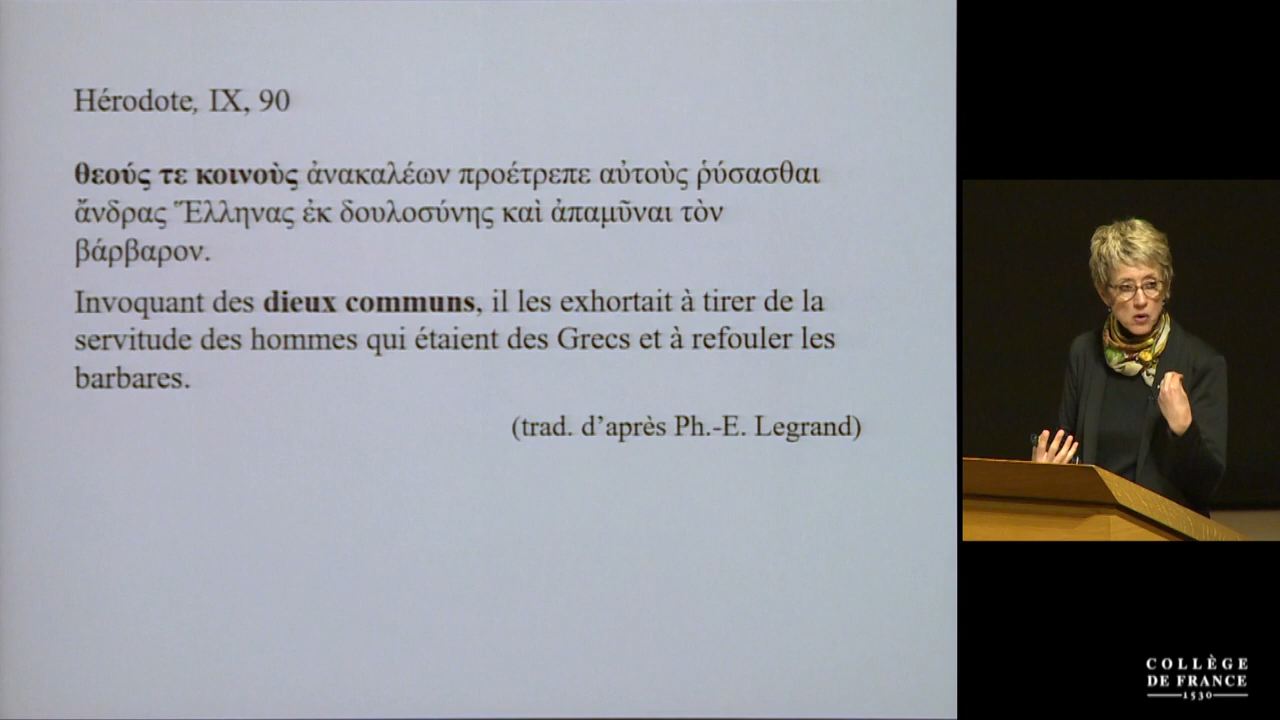 Hérodote, IX, 90
θεούς τε κοινοὺς ἀνακαλέων προέτρεπε αὐτοὺς ῥύσασθαι
ἄνδρας Ἕλληνας ἐκ δουλοσύνης καὶ ἀπαμῦναι τὸν
βάρβαρον.
Invoquant des dieux communs, il les exhortait à tirer de la
servitude des hommes qui étaient des Grecs et à refouler les
barbares.
(trad. d’après Ph.-E. Legrand)
COLLÈGE
DE FRANCE
1530